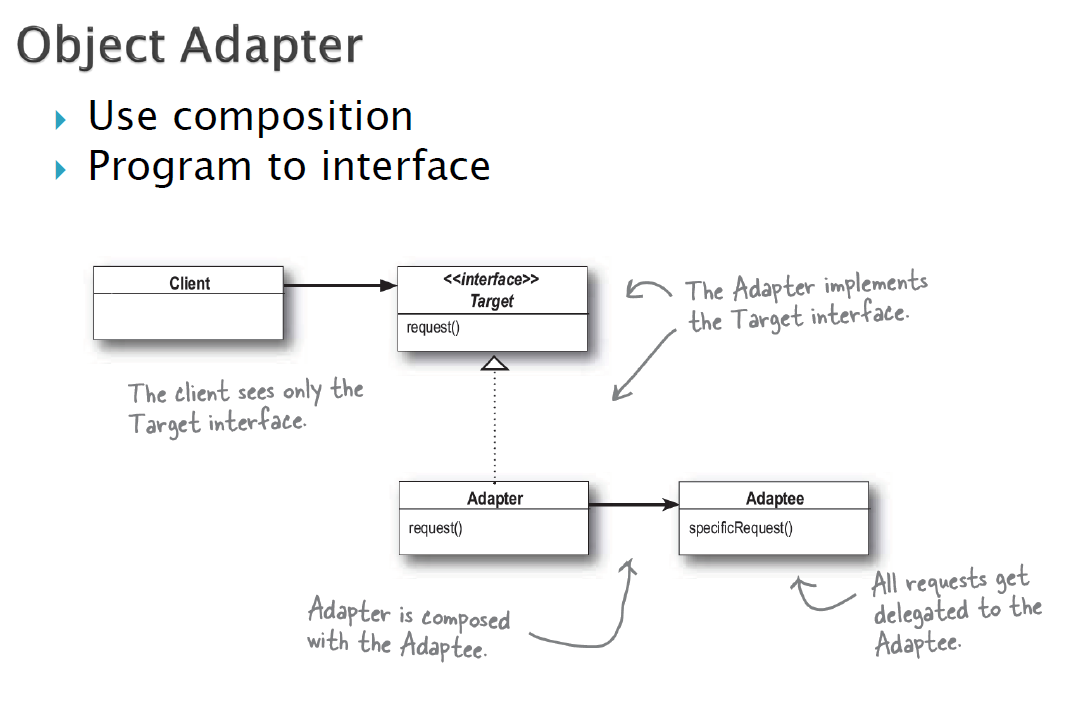 Object Adapter
Use composition
Program to interface
Client
<<interface>>
Target
request()
The Adapter implements
the Target interface.
The client sees only the
Target interface.
Adapter
request()
Adaptee
specificRequest()
Adapter is composed
with the Adaptee.
All requests get
delegated to the
Adaptee.